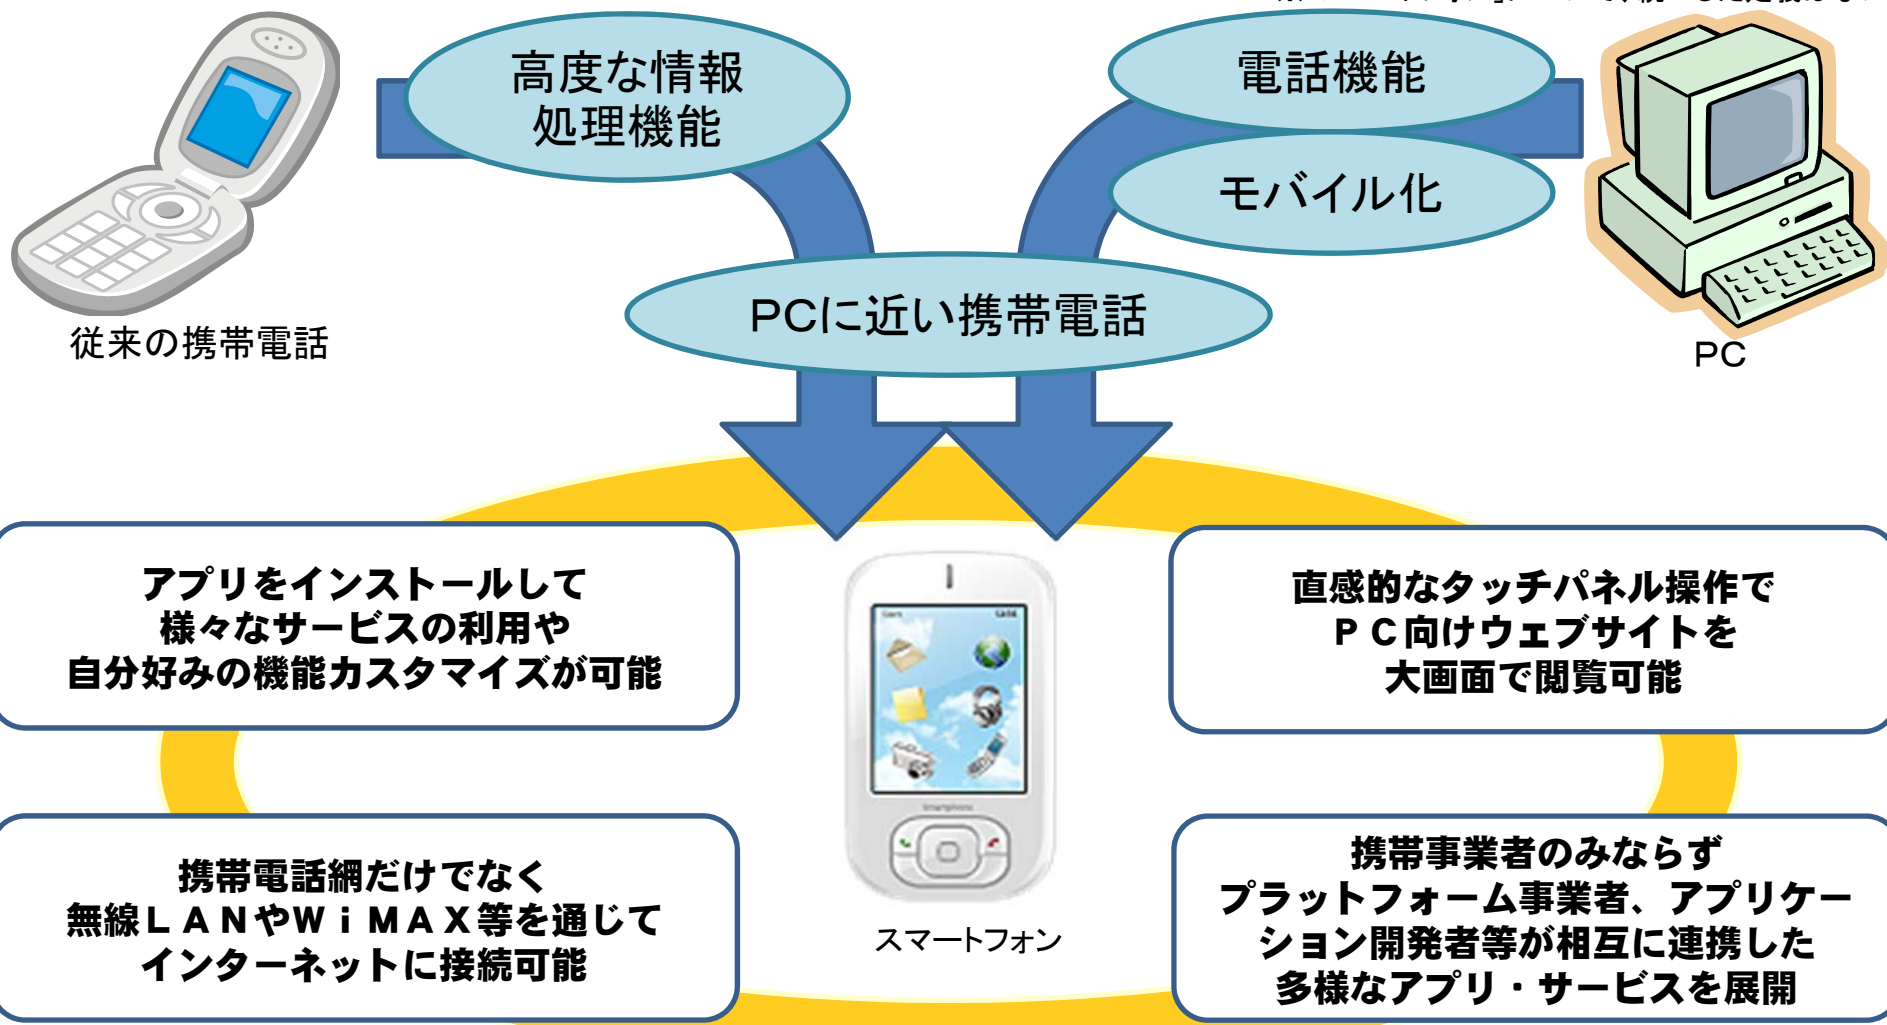 高度な情報
処理機能
電話機能
モバイル化
PCに近い携帯電話
従来の携帯電話
PC
アプリをインストールして
様々なサービスの利用や
自分好みの機能カスタマイズが可能
直感的なタッチパネル操作で
ＰＣ向けウェブサイトを
大画面で閲覧可能
Smartphone
携帯電話網だけでなく
無線ＬＡＮやＷｉＭＡＸ等を通じて
インターネットに接続可能
スマートフォン
携帯事業者のみならず
プラットフォーム事業者、アプリケー
ション開発者等が相互に連携した
多様なアプリ・サービスを展開